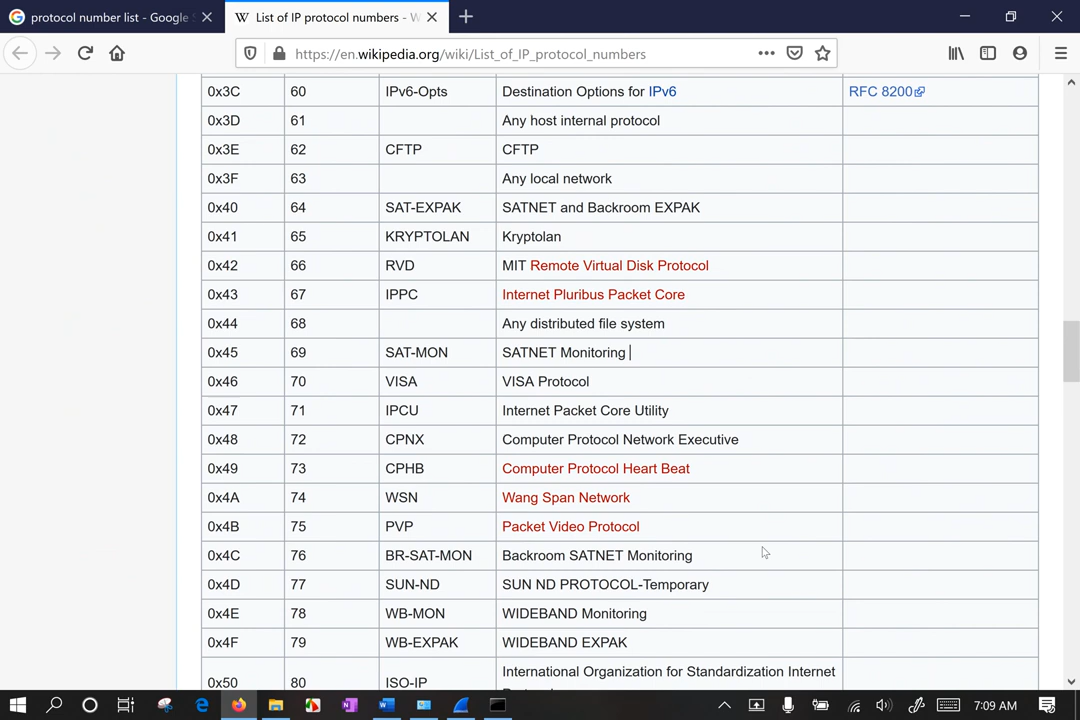 protocol number list - Google S
List of IP protocol numbers - W
https://en.wikipedia.org/wiki/List_of_IP_protocol_numbers
0x3C 60 IPv6-Opts Destination Options for IPv6 RFC 8200
0x3D 61 Any host internal protocol
0x3E 62 CFTP CFTP
0x3F 63 Any local network
0x40 64 SAT-EXPAK SATNET and Backroom EXPAK
0x41 65 KRYPTOLAN Kryptolan
0x42 66 RVD MIT Remote Virtual Disk Protocol
0x43 67 IPPC Internet Pluribus Packet Core
0x44 68 Any distributed file system
0x45 69 SAT-MON SATNET Monitoring
0x46 70 VISA VISA Protocol
0x47 71 IPCU Internet Packet Core Utility
0x48 72 CPNX Computer Protocol Network Executive
0x49 73 CPHB Computer Protocol Heart Beat
0x4A 74 WSN Wang Span Network
0x4B 75 PVP Packet Video Protocol
0x4C 76 BR-SAT-MON Backroom SATNET Monitoring
0x4D 77 SUN-ND SUN ND PROTOCOL-Temporary
0x4E 78 WB-MON WIDEBAND Monitoring
0x4F 79 WB-EXPAK WIDEBAND EXPAK
0x50 80 ISO-IP International Organization for Standardization Internet
7:09 AM